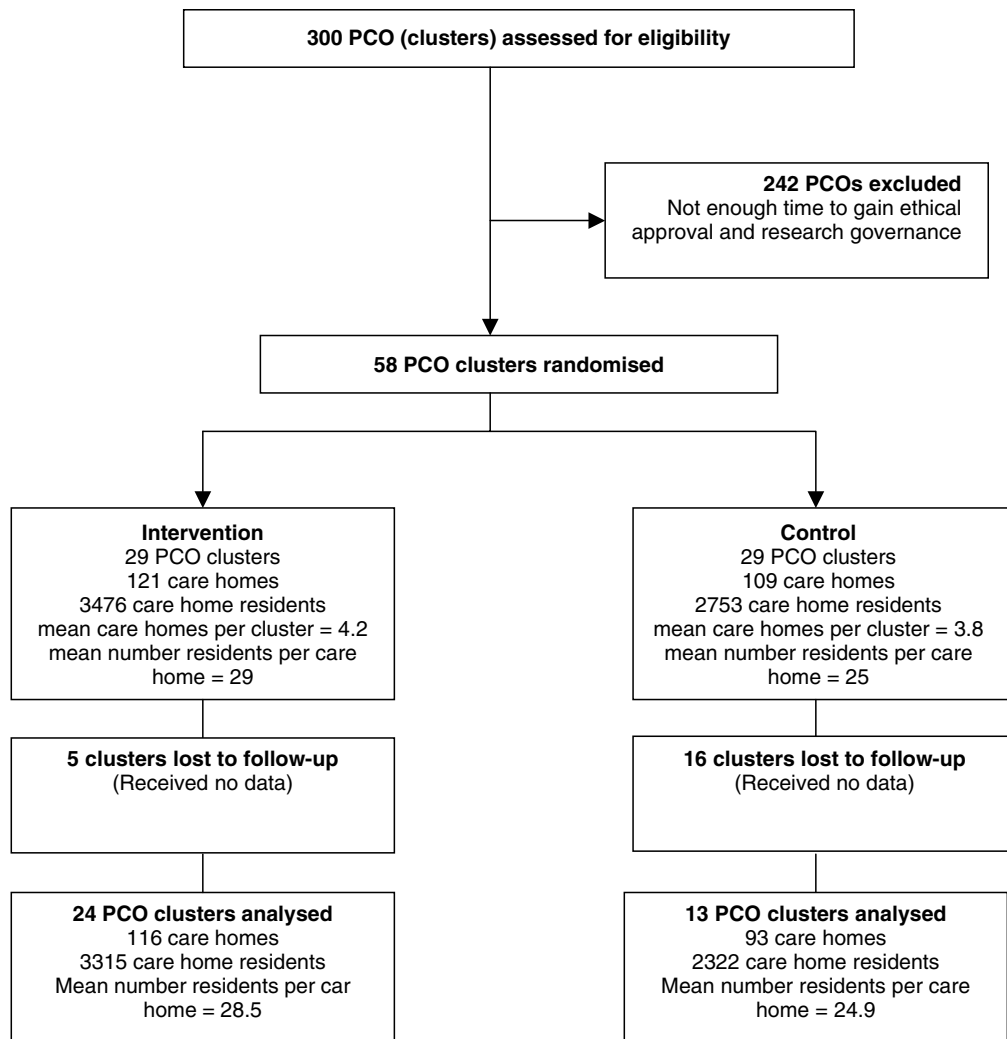 300 PCO (clusters) assessed for eligibility
242 PCOs excluded
Not enough time to gain ethical
approval and research governance
58 PCO clusters randomised
Intervention
29 PCO clusters
121 care homes
3476 care home residents
mean care homes per cluster = 4.2
mean number residents per care
home = 29
Control
29 PCO clusters
109 care homes
2753 care home residents
mean care homes per cluster = 3.8
mean number residents per care
home = 25
5 clusters lost to follow-up
(Received no data)
16 clusters lost to follow-up
(Received no data)
24 PCO clusters analysed
116 care homes
3315 care home residents
Mean number residents per car
home = 28.5
13 PCO clusters analysed
93 care homes
2322 care home residents
Mean number residents per care
home = 24.9